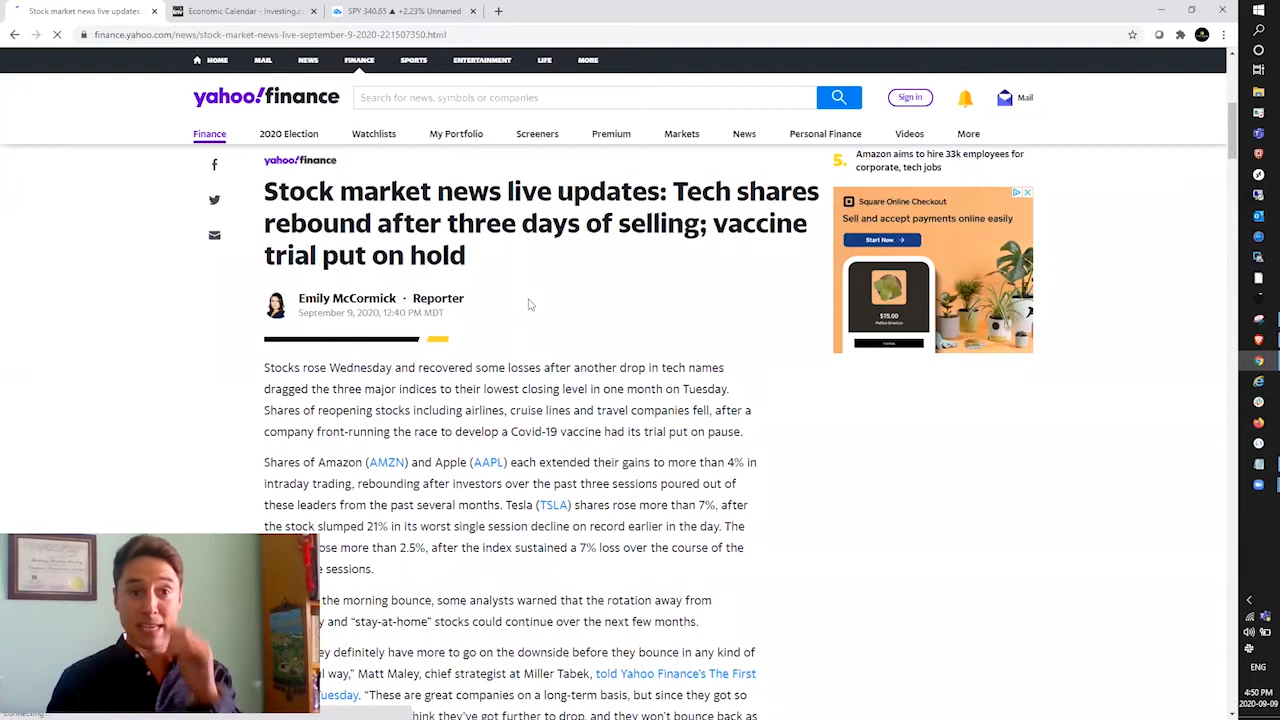 Stock market news live updates:
Economic Calendar - Investing.c
SPY 340.65 ▲ +2.23% Unnamed
finance.yahoo.com/news/stock-market-news-live-september-9-2020-221507350.html
HOME MAIL NEWS FINANCE SPORTS ENTERTAINMENT LIFE MORE
yahoo!finance
Search for news, symbols or companies
Sign in
Mail
Finance 2020 Election Watchlists My Portfolio Screeners Premium Markets News Personal Finance Videos More
yahoo!finance
Stock market news live updates: Tech shares
rebound after three days of selling; vaccine
trial put on hold
Emily McCormick · Reporter
September 9, 2020, 12:40 PM MDT
Stocks rose Wednesday and recovered some losses after another drop in tech names
dragged the three major indices to their lowest closing level in one month on Tuesday.
Shares of reopening stocks including airlines, cruise lines and travel companies fell, after a
company front-running the race to develop a Covid-19 vaccine had its trial put on pause.
Shares of Amazon (AMZN) and Apple (AAPL) each extended their gains to more than 4% in
intraday trading, rebounding after investors over the past three sessions poured out of
these leaders from the past several months. Tesla (TSLA) shares rose more than 7%, after
the stock slumped 21% in its worst single session decline on record earlier in the day. The
ose more than 2.5%, after the index sustained a 7% loss over the course of the
e sessions.
the morning bounce, some analysts warned that the rotation away from
y and “stay-at-home” stocks could continue over the next few months.
ey definitely have more to go on the downside before they bounce in any kind of
l way,” Matt Maley, chief strategist at Miller Tabek, told Yahoo Finance's The First
uesday. “These are great companies on a long-term basis, but since they got so
hink they've got further to drop, and they won't bounce back as
5. Amazon aims to hire 33k employees for
corporate, tech jobs
Square Online Checkout
Sell and accept payments online easily
Start Now →
$15.00
ENG
4:50 PM
2020-09-09
Connecting